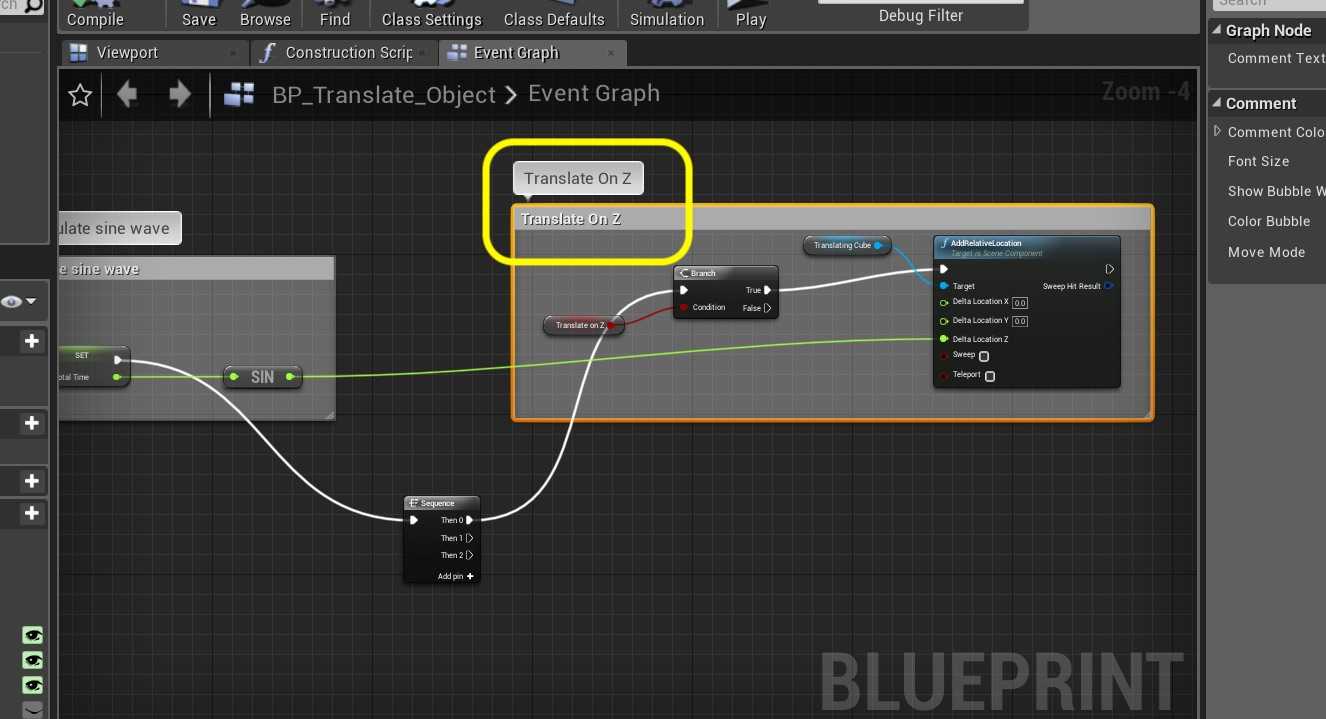 Compile
Save
Browse
Find
Class Settings
Class Defaults
Simulation
Play
Debug Filter
Search
Viewport
Construction Scrip
Event Graph
Graph Node
Comment Text
BP_Translate_Object > Event Graph
Zoom -4
Comment
Comment Colo
Font Size
Show Bubble W
Color Bubble
Move Mode
Translate On Z
Translate On Z
ulate sine wave
e sine wave
Translating Cube
AddRelativeLocation
Target is Scene Component
Target
Sweep Hit Result
Delta Location X 0.0
Delta Location Y 0.0
Delta Location Z
Sweep
Teleport
Branch
True
Condition
False
Translate on Z
SET
otal Time
SIN
Sequence
Then 0
Then 1
Then 2
Add pin +
BLUEPRINT